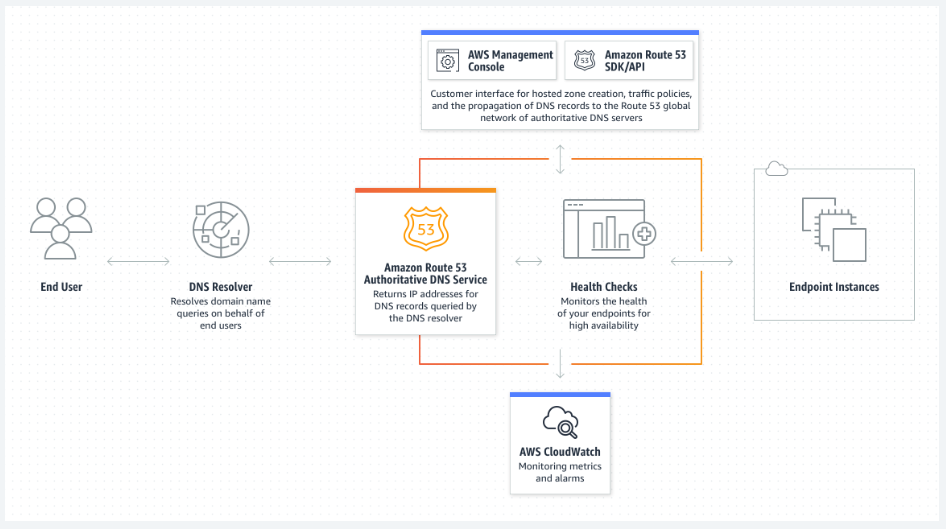 AWS Management
Console
Amazon Route 53
SDK/API
53
Customer interface for hosted zone creation, traffic policies,
and the propagation of DNS records to the Route 53 global
network of authoritative DNS servers
End User
DNS Resolver
Resolves domain name
queries on behalf of
end users
53
Amazon Route 53
Authoritative DNS Service
Returns IP addresses for
DNS records queried by
the DNS resolver
Health Checks
Monitors the health
of your endpoints for
high availability
Endpoint Instances
AWS CloudWatch
Monitoring metrics
and alarms